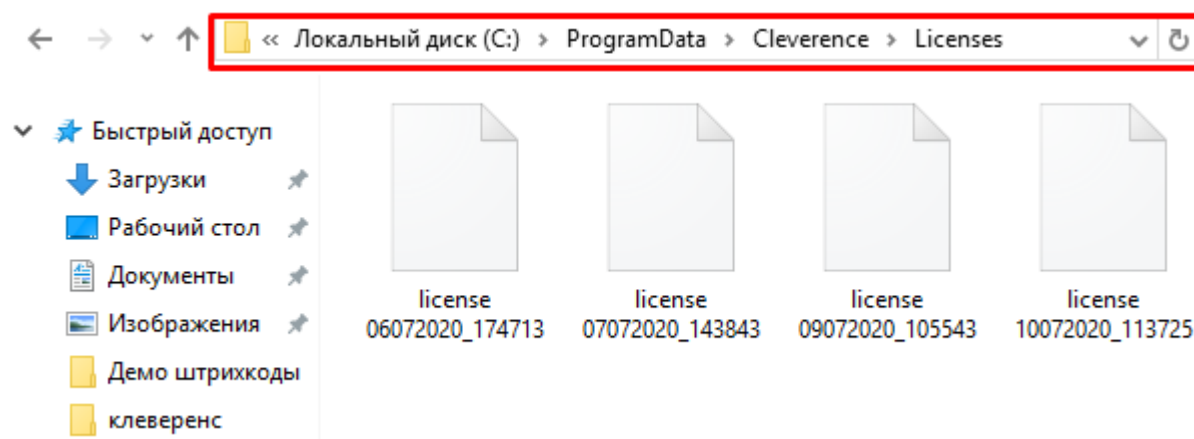 « Локальный диск (C:) > ProgramData > Cleverence > Licenses
Быстрый доступ
Загрузки
Рабочий стол
Документы
Изображения
Демо штрихкоды
клеверенс
license
06072020_174713
license
07072020_143843
license
09072020_105543
license
10072020_113725